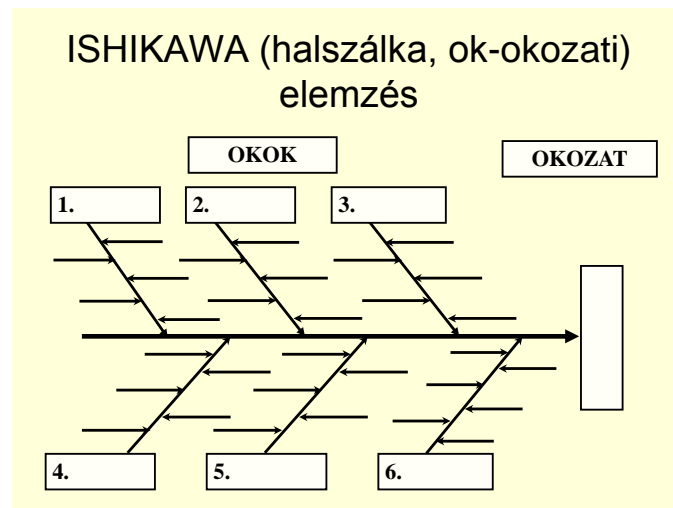 ISHIKAWA (halszálka, ok-okozati)
elemzés
OKOK
OKOZAT
1.
2.
3.
4.
5.
6.